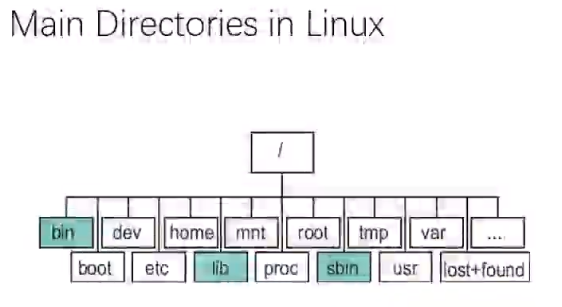 Main Directories in Linux
/
bin dev home mnt root tmp var ....
boot etc lib proc sbin usr lost+found